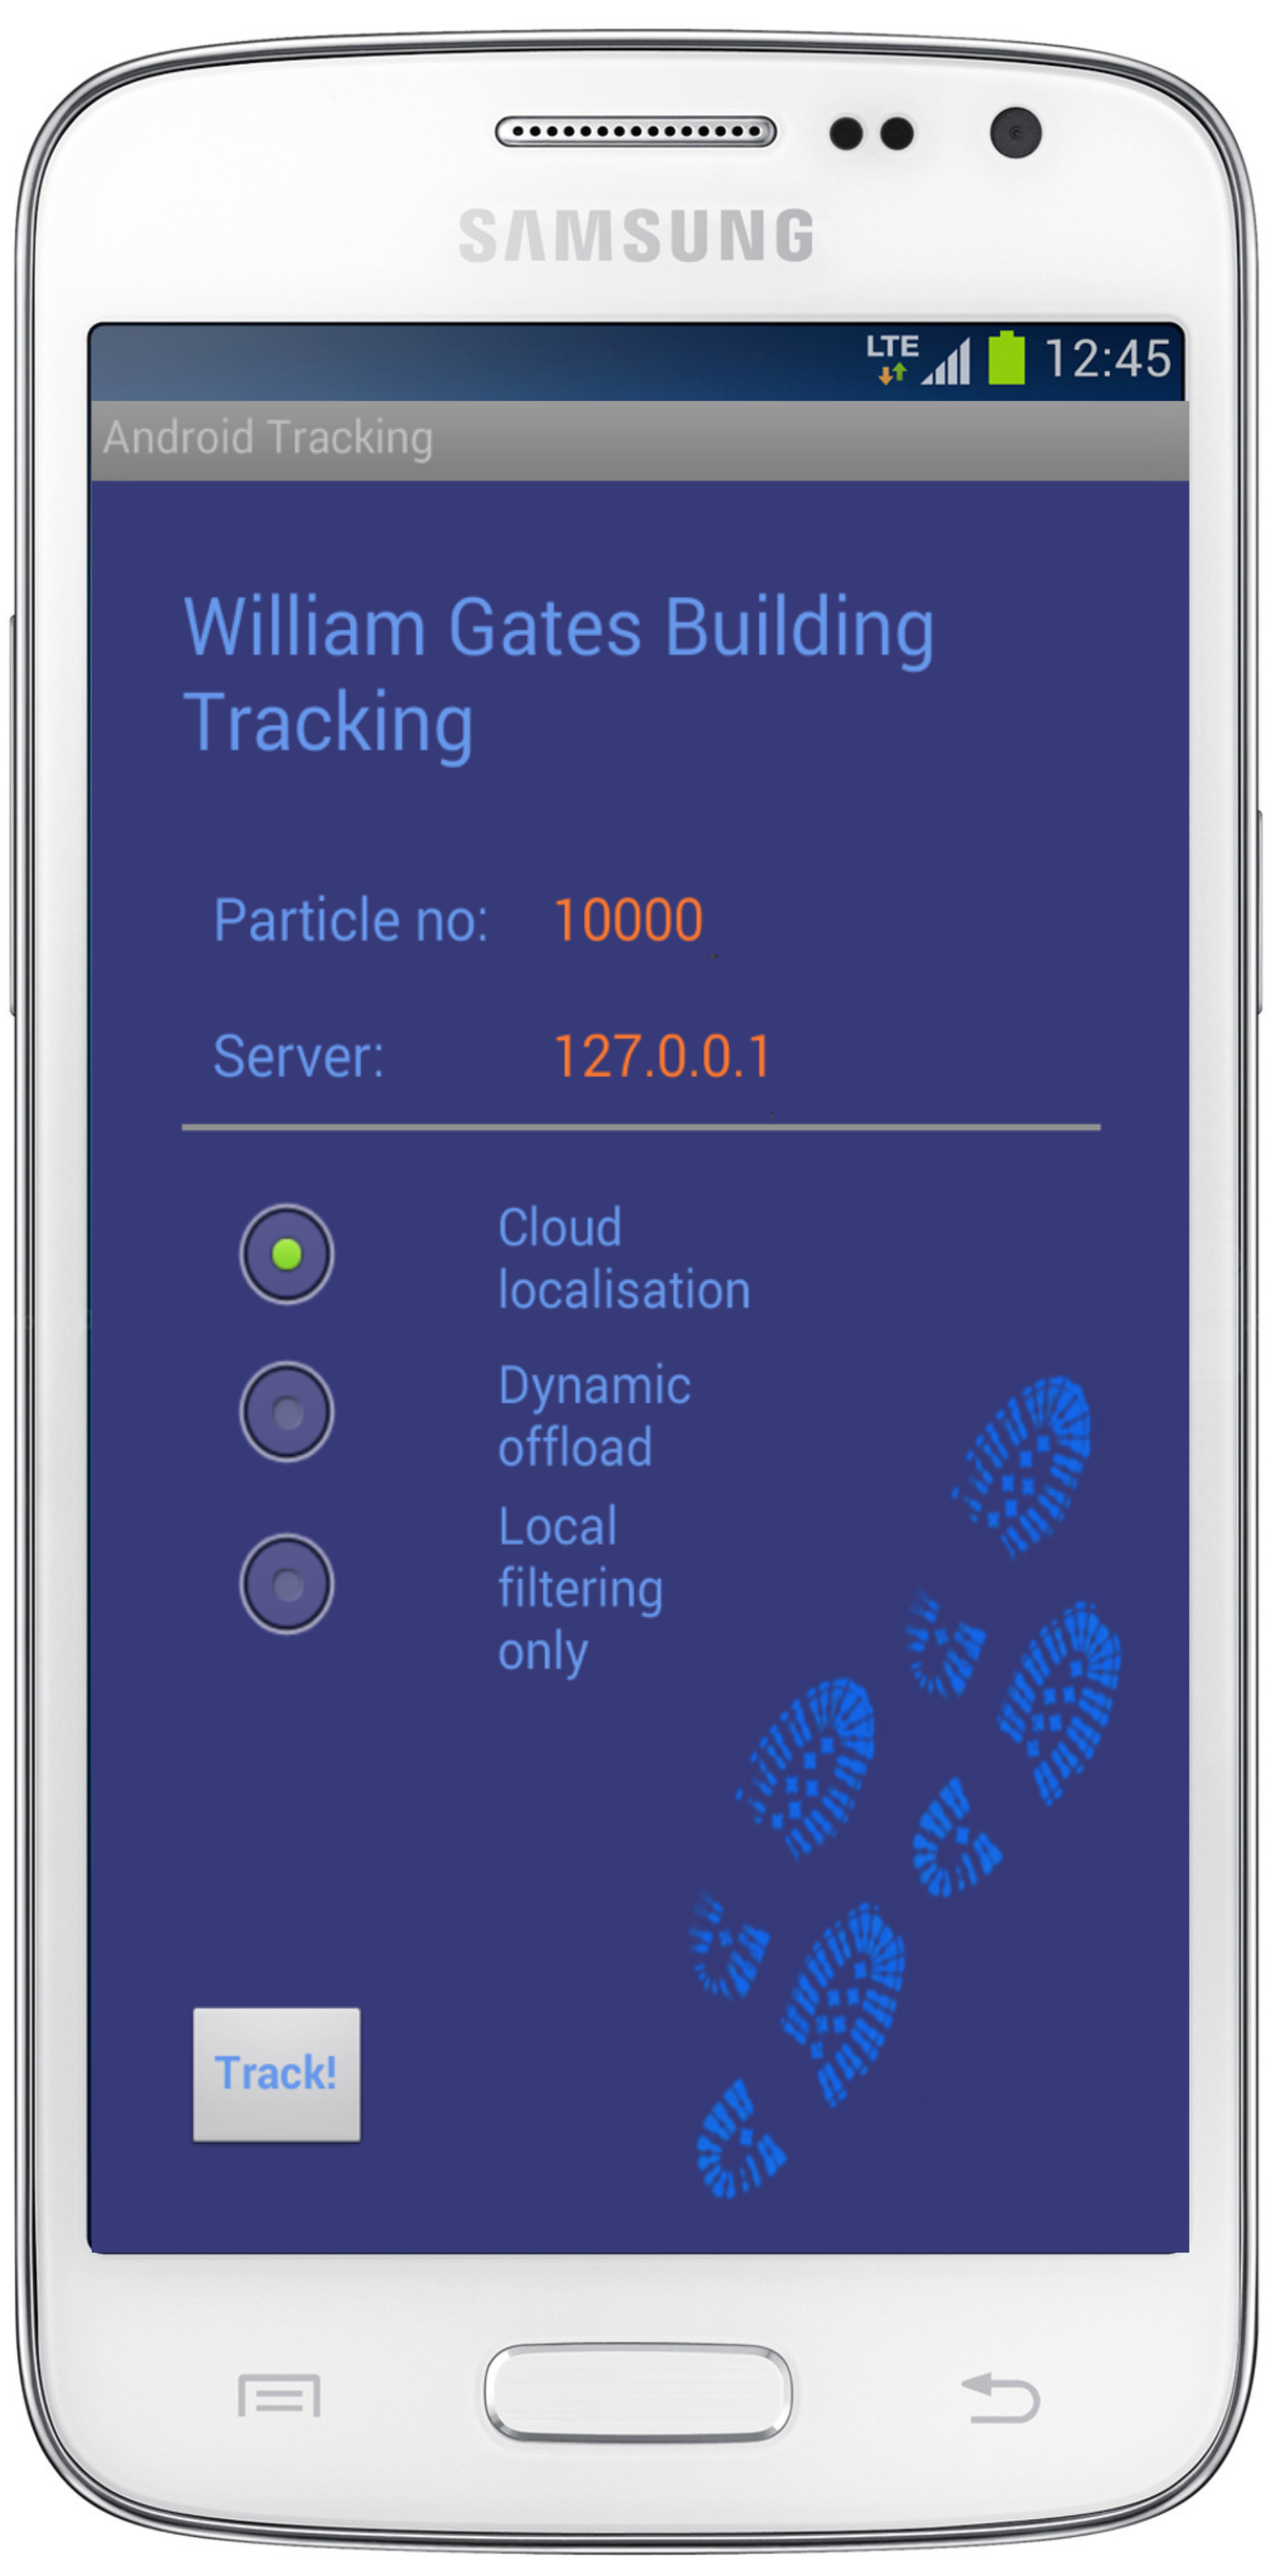 SAMSUNG
LTE 12:45
Android Tracking
William Gates Building
Tracking
Particle no: 10000
Server: 127.0.0.1
Cloud
localisation
Dynamic
offload
Local
filtering
only
Track!